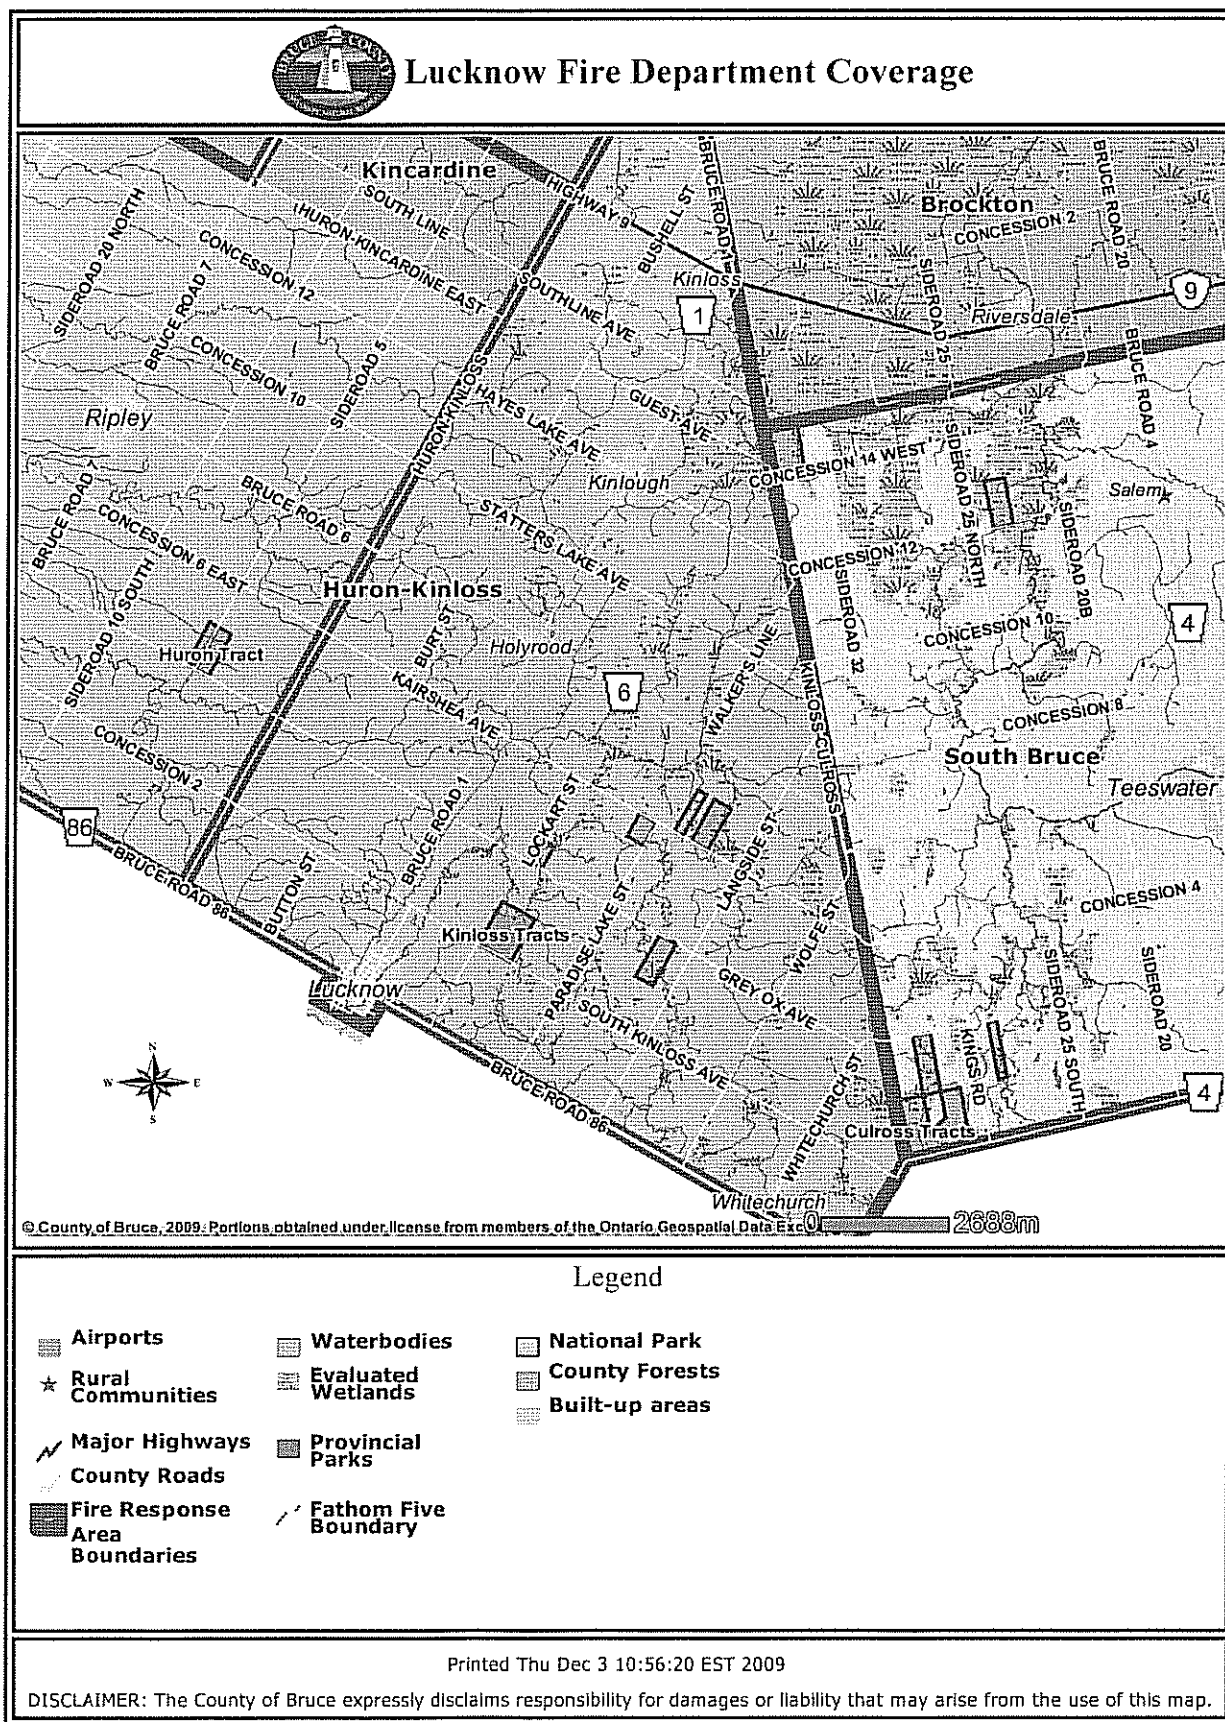 BRUCE COUNTY
Lucknow Fire Department Coverage
Kincardine
SOUTH LINE
HURON-KINCARDINE EAST
HIGHWAY 9
BUSHELL ST
BRUCE ROAD 1
Brockton
CONCESSION 2
BRUCE ROAD 20
SIDEROAD 20 NORTH
CONCESSION 12
BRUCE ROAD 7
SOUTHLINE AVE
Kinloss
1
SIDEROAD 25
Riversdale
9
CONCESSION 10
SIDEROAD 5
HURON-KINLOSS
HAYES LAKE AVE
GUEST AVE
BRUCE ROAD 4
Ripley
Kinlough
CONCESSION 14 WEST
SIDEROAD 25 NORTH
Salem
BRUCE ROAD 7
CONCESSION 6 EAST
BRUCE ROAD 6
STATTERS LAKE AVE
CONCESSION 12
SIDEROAD 20B
Huron-Kinloss
SIDEROAD 10 SOUTH
Huron Tract
BURT ST
Holyrood
WALKER'S LINE
KINLOSS-CULROSS
SIDEROAD 32
CONCESSION 10
4
KAIRSHEA AVE
6
CONCESSION 8
CONCESSION 2
South Bruce
Teeswater
86
BRUCE ROAD 86
BUTTON ST
BRUCE ROAD 1
LOCKART ST
LANGSIDE ST
CONCESSION 4
Kinloss Tracts
PARADISE LAKE ST
WOLFE ST
GREY OX AVE
SIDEROAD 25 SOUTH
SIDEROAD 20
Lucknow
SOUTH KINLOSS AVE
KINGS RD
N
W E
S
BRUCE ROAD 86
WHITECHURCH ST
Culross Tracts
4
Whitechurch
© County of Bruce, 2009. Portions obtained under license from members of the Ontario Geospatial Data Exc
0 2688m
Legend
Airports
Rural
Communities
Major Highways
County Roads
Fire Response
Area
Boundaries
Waterbodies
Evaluated
Wetlands
Provincial
Parks
Fathom Five
Boundary
National Park
County Forests
Built-up areas
Printed Thu Dec 3 10:56:20 EST 2009
DISCLAIMER: The County of Bruce expressly disclaims responsibility for damages or liability that may arise from the use of this map.